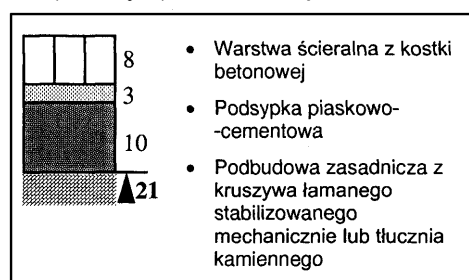 8
3
10
21
• Warstwa ścieralna z kostki
betonowej
• Podsypka piaskowo-
-cementowa
• Podbudowa zasadnicza z
kruszywa łamanego
stabilizowanego
mechanicznie lub tłucznia
kamiennego